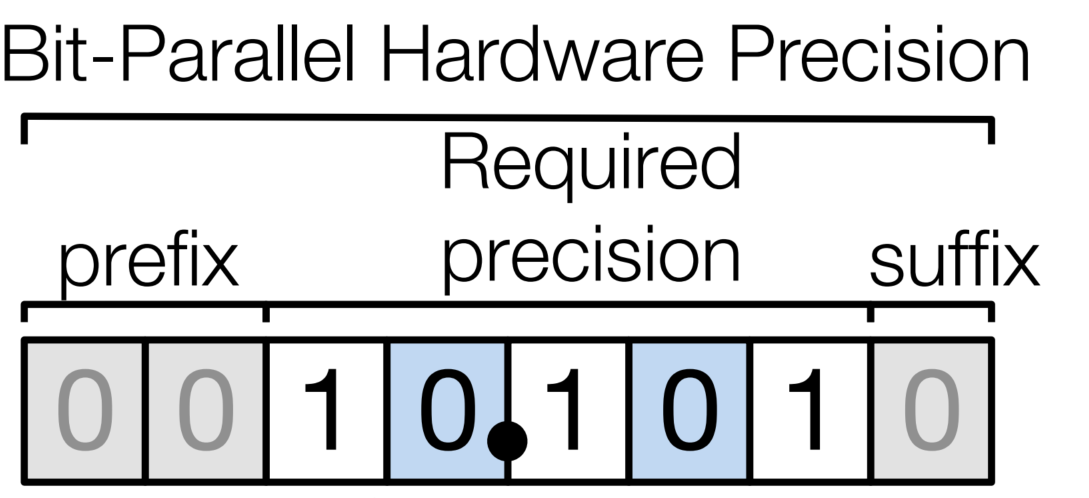 Bit-Parallel Hardware Precision
Required
prefix precision suffix
0 0 1 0.1 0 1 0